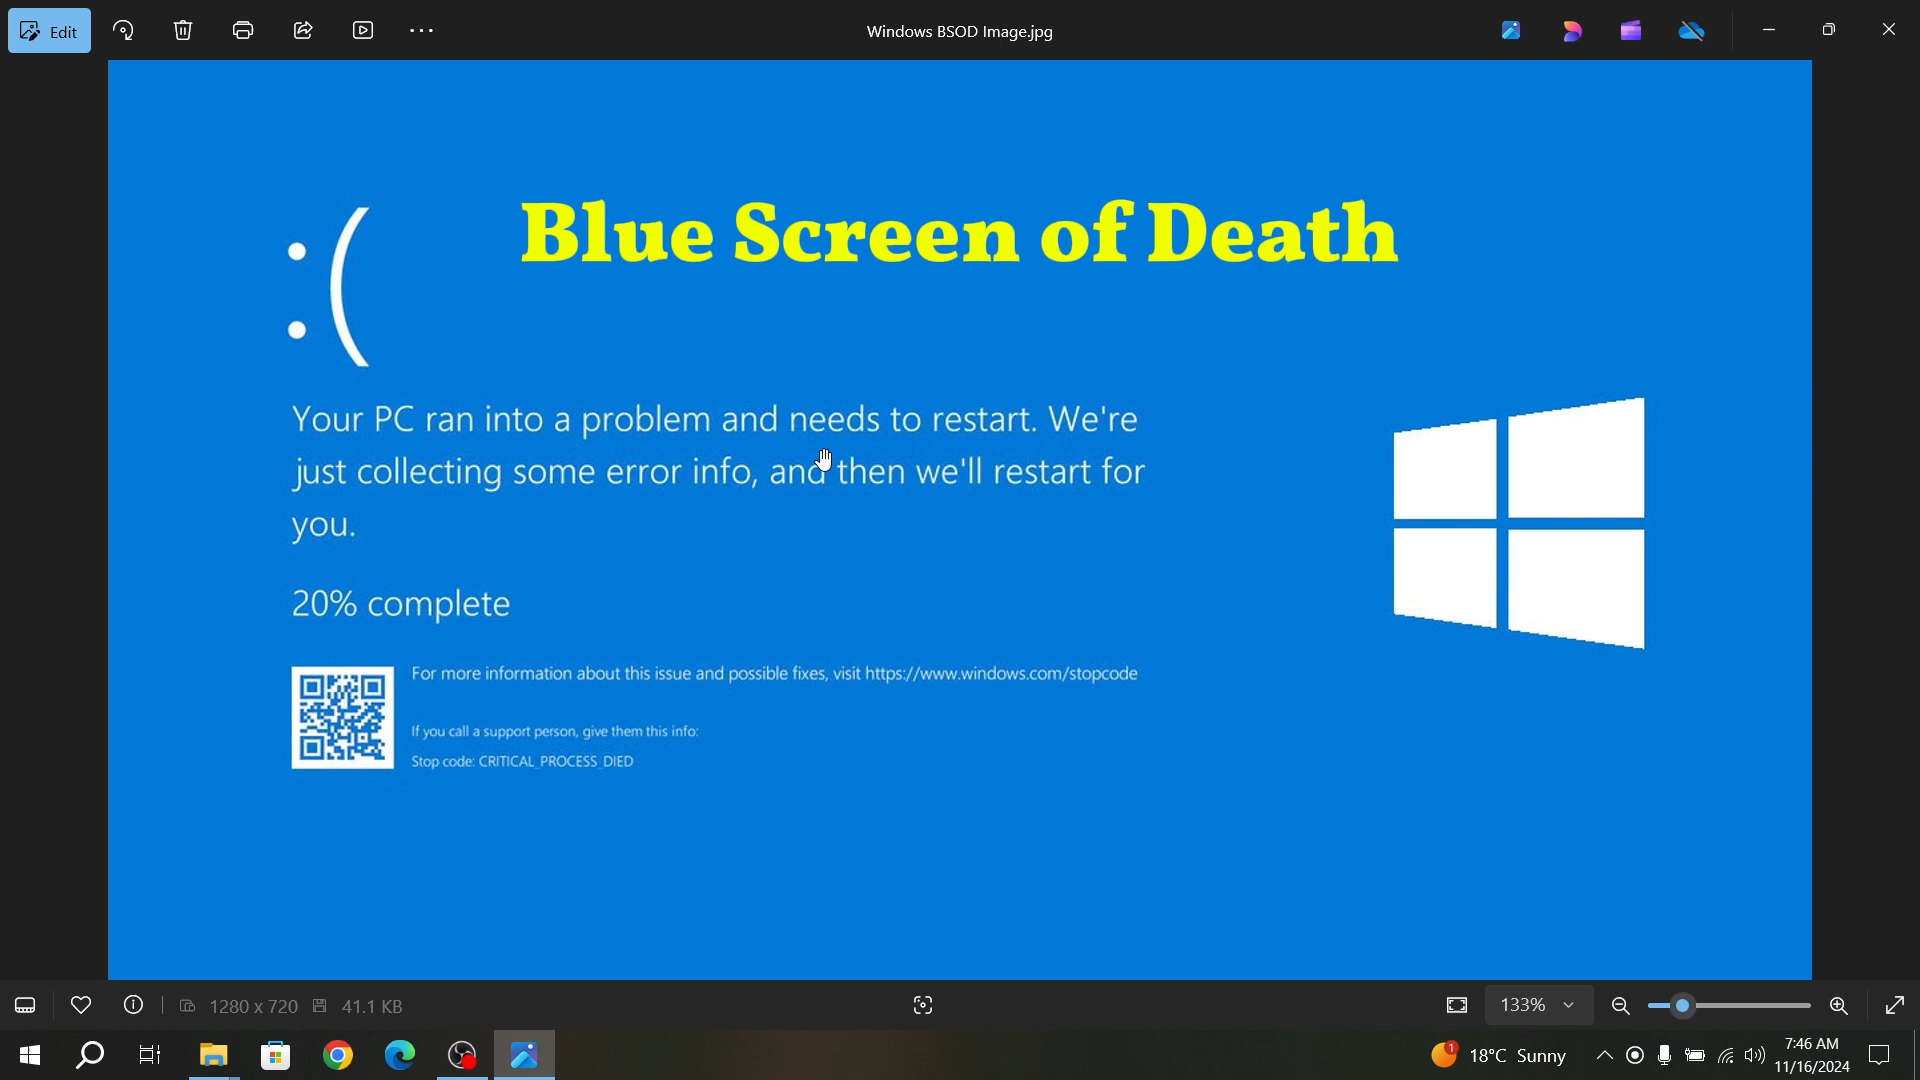 Edit
Windows BSOD Image.jpg
Blue Screen of Death
:(
Your PC ran into a problem and needs to restart. We're
just collecting some error info, and then we'll restart for
you.
20% complete
For more information about this issue and possible fixes, visit https://www.windows.com/stopcode
If you call a support person, give them this info:
Stop code: CRITICAL_PROCESS_DIED
1280 x 720 41.1 KB
133%
1
18°C Sunny
7:46 AM
11/16/2024